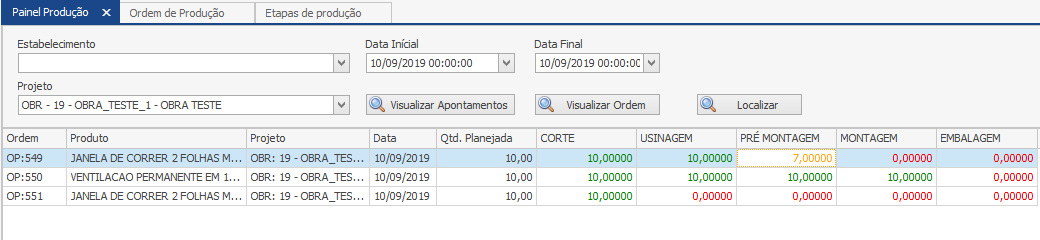 Painel Produção × Ordem de Produção Etapas de produção
Estabelecimento Data Inícial Data Final
10/09/2019 00:00:00 10/09/2019 00:00:00
Projeto
OBR - 19 - OBRA_TESTE_1 - OBRA TESTE Visualizar Apontamentos Visualizar Ordem Localizar
Ordem Produto Projeto Data Qtd. Planejada CORTE USINAGEM PRÉ MONTAGEM MONTAGEM EMBALAGEM
OP:549 JANELA DE CORRER 2 FOLHAS M... OBR: 19 - OBRA_TES... 10/09/2019 10,00 10,00000 10,00000 7,00000 0,00000 0,00000
OP:550 VENTILACAO PERMANENTE EM 1... OBR: 19 - OBRA_TES... 10/09/2019 10,00 10,00000 10,00000 10,00000 10,00000 0,00000
OP:551 JANELA DE CORRER 2 FOLHAS M... OBR: 19 - OBRA_TES... 10/09/2019 10,00 10,00000 0,00000 0,00000 0,00000 0,00000